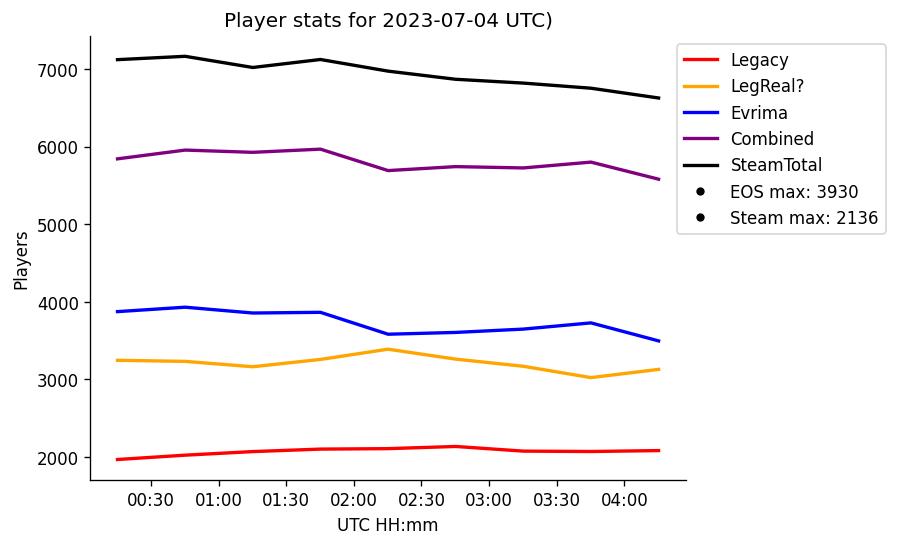 Player stats for 2023-07-04 UTC)
Legacy
LegReal?
Evrima
Combined
SteamTotal
EOS max: 3930
Steam max: 2136
Players
7000
6000
5000
4000
3000
2000
00:30 01:00 01:30 02:00 02:30 03:00 03:30 04:00
UTC HH:mm